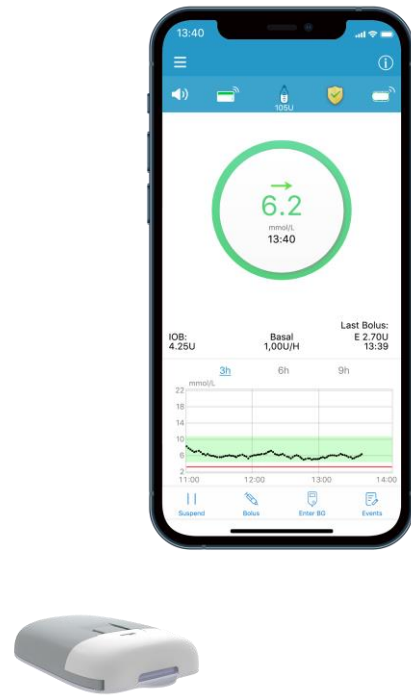 13:40
105U
6.2
mmol/L
13:40
IOB:
4.25U
Basal
1,00U/H
Last Bolus:
E 2.70U
13:39
3h 6h 9h
mmol/L
22
18
14
10
6
2
11:00 12:00 13:00 14:00
Suspend Bolus Enter BG Events